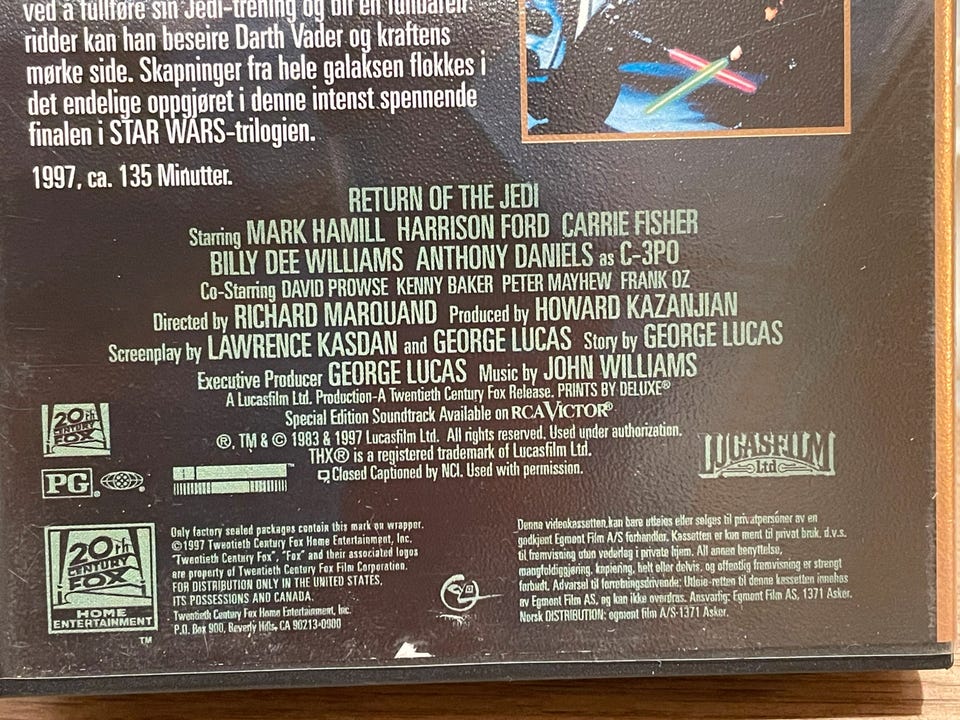 ved å fullføre sin Jedi-trening og bli en fullbåren
ridder kan han beseire Darth Vader og kraftens
mørke side. Skapninger fra hele galaksen flokkes i
det endelige oppgjøret i denne intenst spennende
finalen i STAR WARS-trilogien.
1997, ca. 135 Minutter.
RETURN OF THE JEDI
Starring MARK HAMILL HARRISON FORD CARRIE FISHER
BILLY DEE WILLIAMS ANTHONY DANIELS as C-3PO
Co-Starring DAVID PROWSE KENNY BAKER PETER MAYHEW FRANK OZ
Directed by RICHARD MARQUAND Produced by HOWARD KAZANJIAN
Screenplay by LAWRENCE KASDAN and GEORGE LUCAS Story by GEORGE LUCAS
Executive Producer GEORGE LUCAS Music by JOHN WILLIAMS
A Lucasfilm Ltd. Production-A Twentieth Century Fox Release. PRINTS BY DELUXE®
Special Edition Soundtrack Available on RCA VICTOR®
®, TM & © 1983 & 1997 Lucasfilm Ltd. All rights reserved. Used under authorization.
THX® is a registered trademark of Lucasfilm Ltd.
Closed Captioned by NCI. Used with permission.
20TH
CENTURY
FOX
PG
LUCASFILM
Ltd
20TH
CENTURY
FOX
HOME
ENTERTAINMENT
TM
Only factory sealed packages contain this mark on wrapper.
©1997 Twentieth Century Fox Home Entertainment, Inc.
"Twentieth Century Fox", "Fox" and their associated logos
are property of Twentieth Century Fox Film Corporation.
FOR DISTRIBUTION ONLY IN THE UNITED STATES,
ITS POSSESSIONS AND CANADA.
Twentieth Century Fox Home Entertainment, Inc.
P.O. Box 900, Beverly Hills, CA 90213-0900
Denne videokassetten kan bare utleies eller selges til privatpersoner av en
godkjent Egmont Film A/S forhandler. Kassetten er kun ment til privat bruk. d.v.s.
til fremvisning uten vederlag i private hjem. All annen benyttelse,
mangfoldiggjøring, kopiering, helt eller delvis, og offentlig fremvisning er strengt
forbudt. Advarsel til forretningsdrivende: Utleie-retten til denne kassetten innehas
av Egmont Film AS, og kan ikke overdras. Ansvarlig: Egmont Film AS, 1371 Asker.
Norsk DISTRIBUTION: egmont film A/S-1371 Asker.